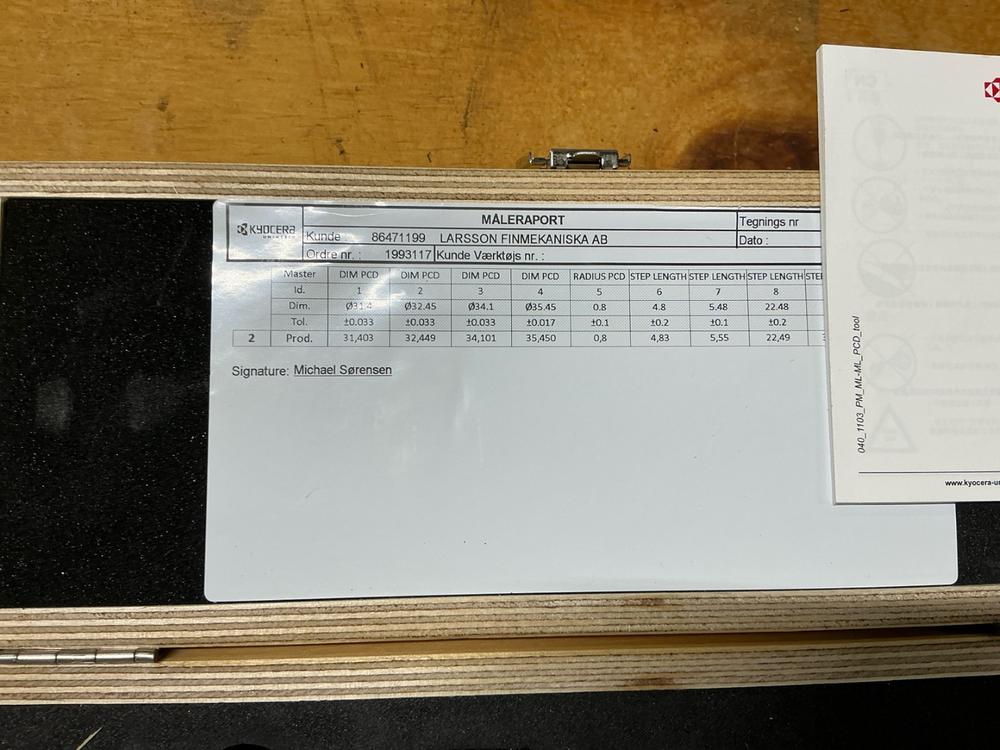 KYOCERA
UNIMERCO
MÅLERAPORT
Tegnings nr
Kunde : 86471199 LARSSON FINMEKANISKA AB
Dato :
Ordre nr. : 1993117 Kunde Værktøjs nr. :
Master DIM PCD DIM PCD DIM PCD DIM PCD RADIUS PCD STEP LENGTH STEP LENGTH STEP LENGTH STEP
Id. 1 2 3 4 5 6 7 8
Dim. Ø31.4 Ø32.45 Ø34.1 Ø35.45 0.8 4.8 5.48 22.48
Tol. ±0.033 ±0.033 ±0.033 ±0.017 ±0.1 ±0.2 ±0.1 ±0.2
2 Prod. 31,403 32,449 34,101 35,450 0,8 4,83 5,55 22,49
Signature: Michael Sørensen
040_1103_PM_ML-ML_PCD_tool
www.kyocera-u